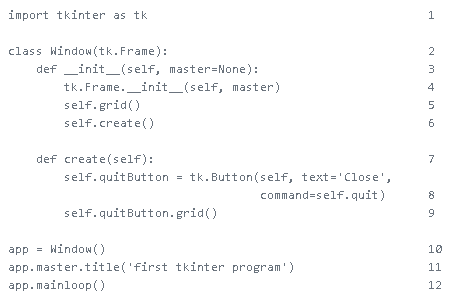 import tkinter as tk 1
class Window(tk.Frame): 2
def __init__(self, master=None): 3
tk.Frame.__init__(self, master) 4
self.grid() 5
self.create() 6
def create(self): 7
self.quitButton = tk.Button(self, text='Close',
command=self.quit) 8
self.quitButton.grid() 9
app = Window() 10
app.master.title('first tkinter program') 11
app.mainloop() 12